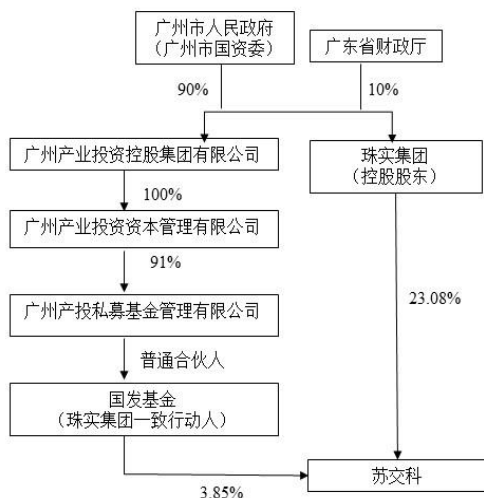 广州市人民政府
（广州市国资委）
广东省财政厅
90%
10%
广州产业投资控股集团有限公司
珠实集团
（控股股东）
100%
广州产业投资资本管理有限公司
91%
23.08%
广州产投私募基金管理有限公司
普通合伙人
国发基金
（珠实集团一致行动人）
苏交科
3.85%